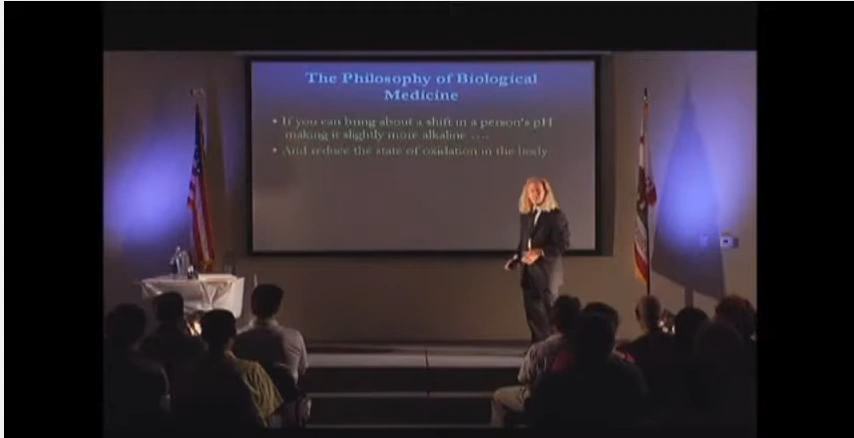 The Philosophy of Biological
Medicine
• If you can bring about a shift in a person's pH
making it slightly more alkaline ….
• And reduce the state of oxidation in the body